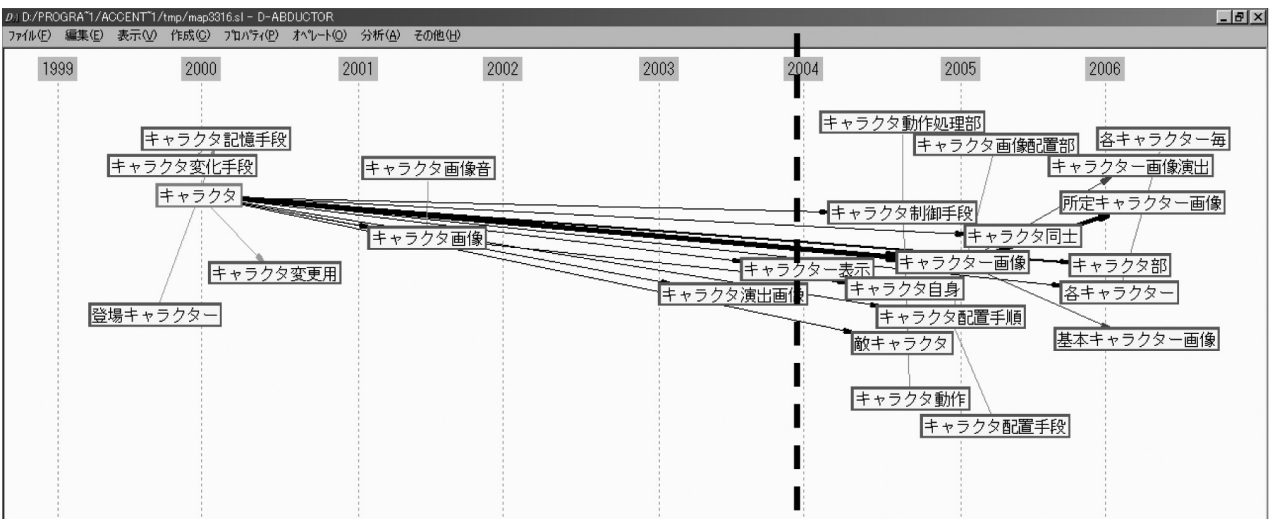 D:/PROGRA~1/ACCENT~1/tmp/map3316.sl - D-ABDUCTOR
ファイル(F) 編集(E) 表示(V) 作成(C) プロパティ(P) オペレート(O) 分析(A) その他(H)
1999 2000 2001 2002 2003 2004 2005 2006
キャラクタ動作処理部
キャラクタ記憶手段
各キャラクター毎
キャラクタ画像配置部
キャラクタ変化手段
キャラクタ画像音
キャラクター画像演出
キャラクタ
所定キャラクター画像
キャラクタ制御手段
キャラクタ画像
キャラクタ同士
キャラクター画像
キャラクタ部
キャラクター表示
キャラクタ変更用
キャラクタ自身
各キャラクター
キャラクタ演出画像
登場キャラクター
キャラクタ配置手順
基本キャラクター画像
敵キャラクタ
キャラクタ動作
キャラクタ配置手段